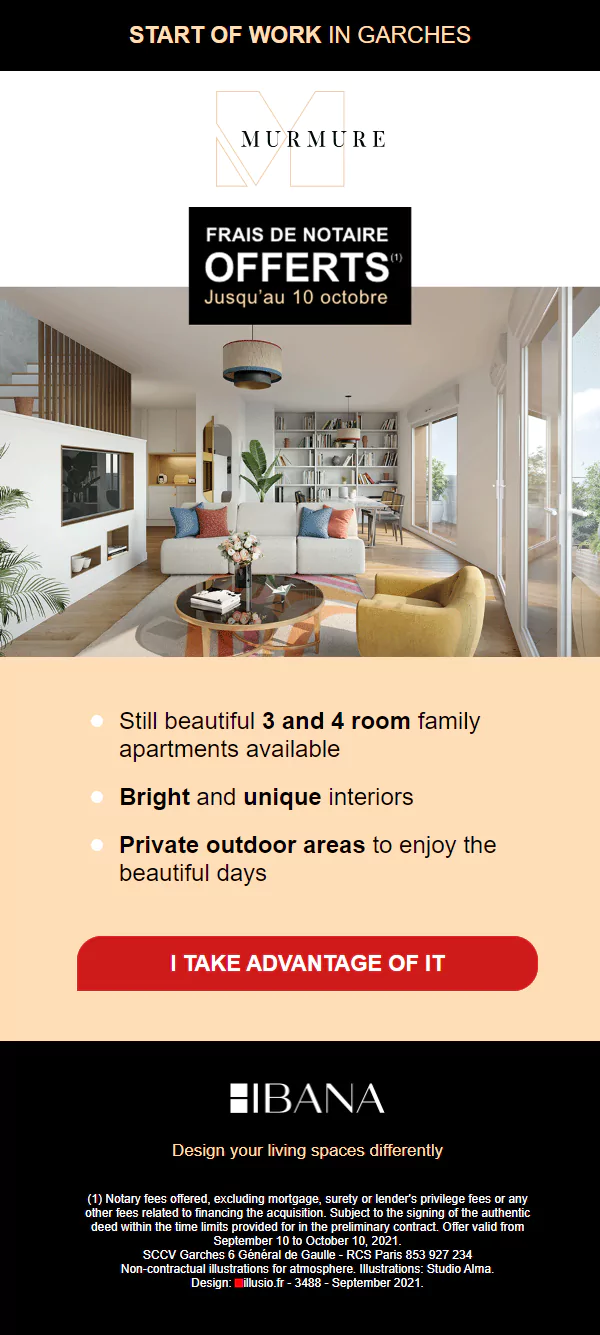 START OF WORK IN GARCHES
MURMURE
FRAIS DE NOTAIRE
OFFERTS(1)
Jusqu'au 10 octobre
Still beautiful 3 and 4 room family
apartments available
Bright and unique interiors
Private outdoor areas to enjoy the
beautiful days
I TAKE ADVANTAGE OF IT
HIBANA
Design your living spaces differently
(1) Notary fees offered, excluding mortgage, surety or lender's privilege fees or any
other fees related to financing the acquisition. Subject to the signing of the authentic
deed within the time limits provided for in the preliminary contract. Offer valid from
September 10 to October 10, 2021.
SCCV Garches 6 Général de Gaulle - RCS Paris 853 927 234
Non-contractual illustrations for atmosphere. Illustrations: Studio Alma.
Design: illusio.fr - 3488 - September 2021.